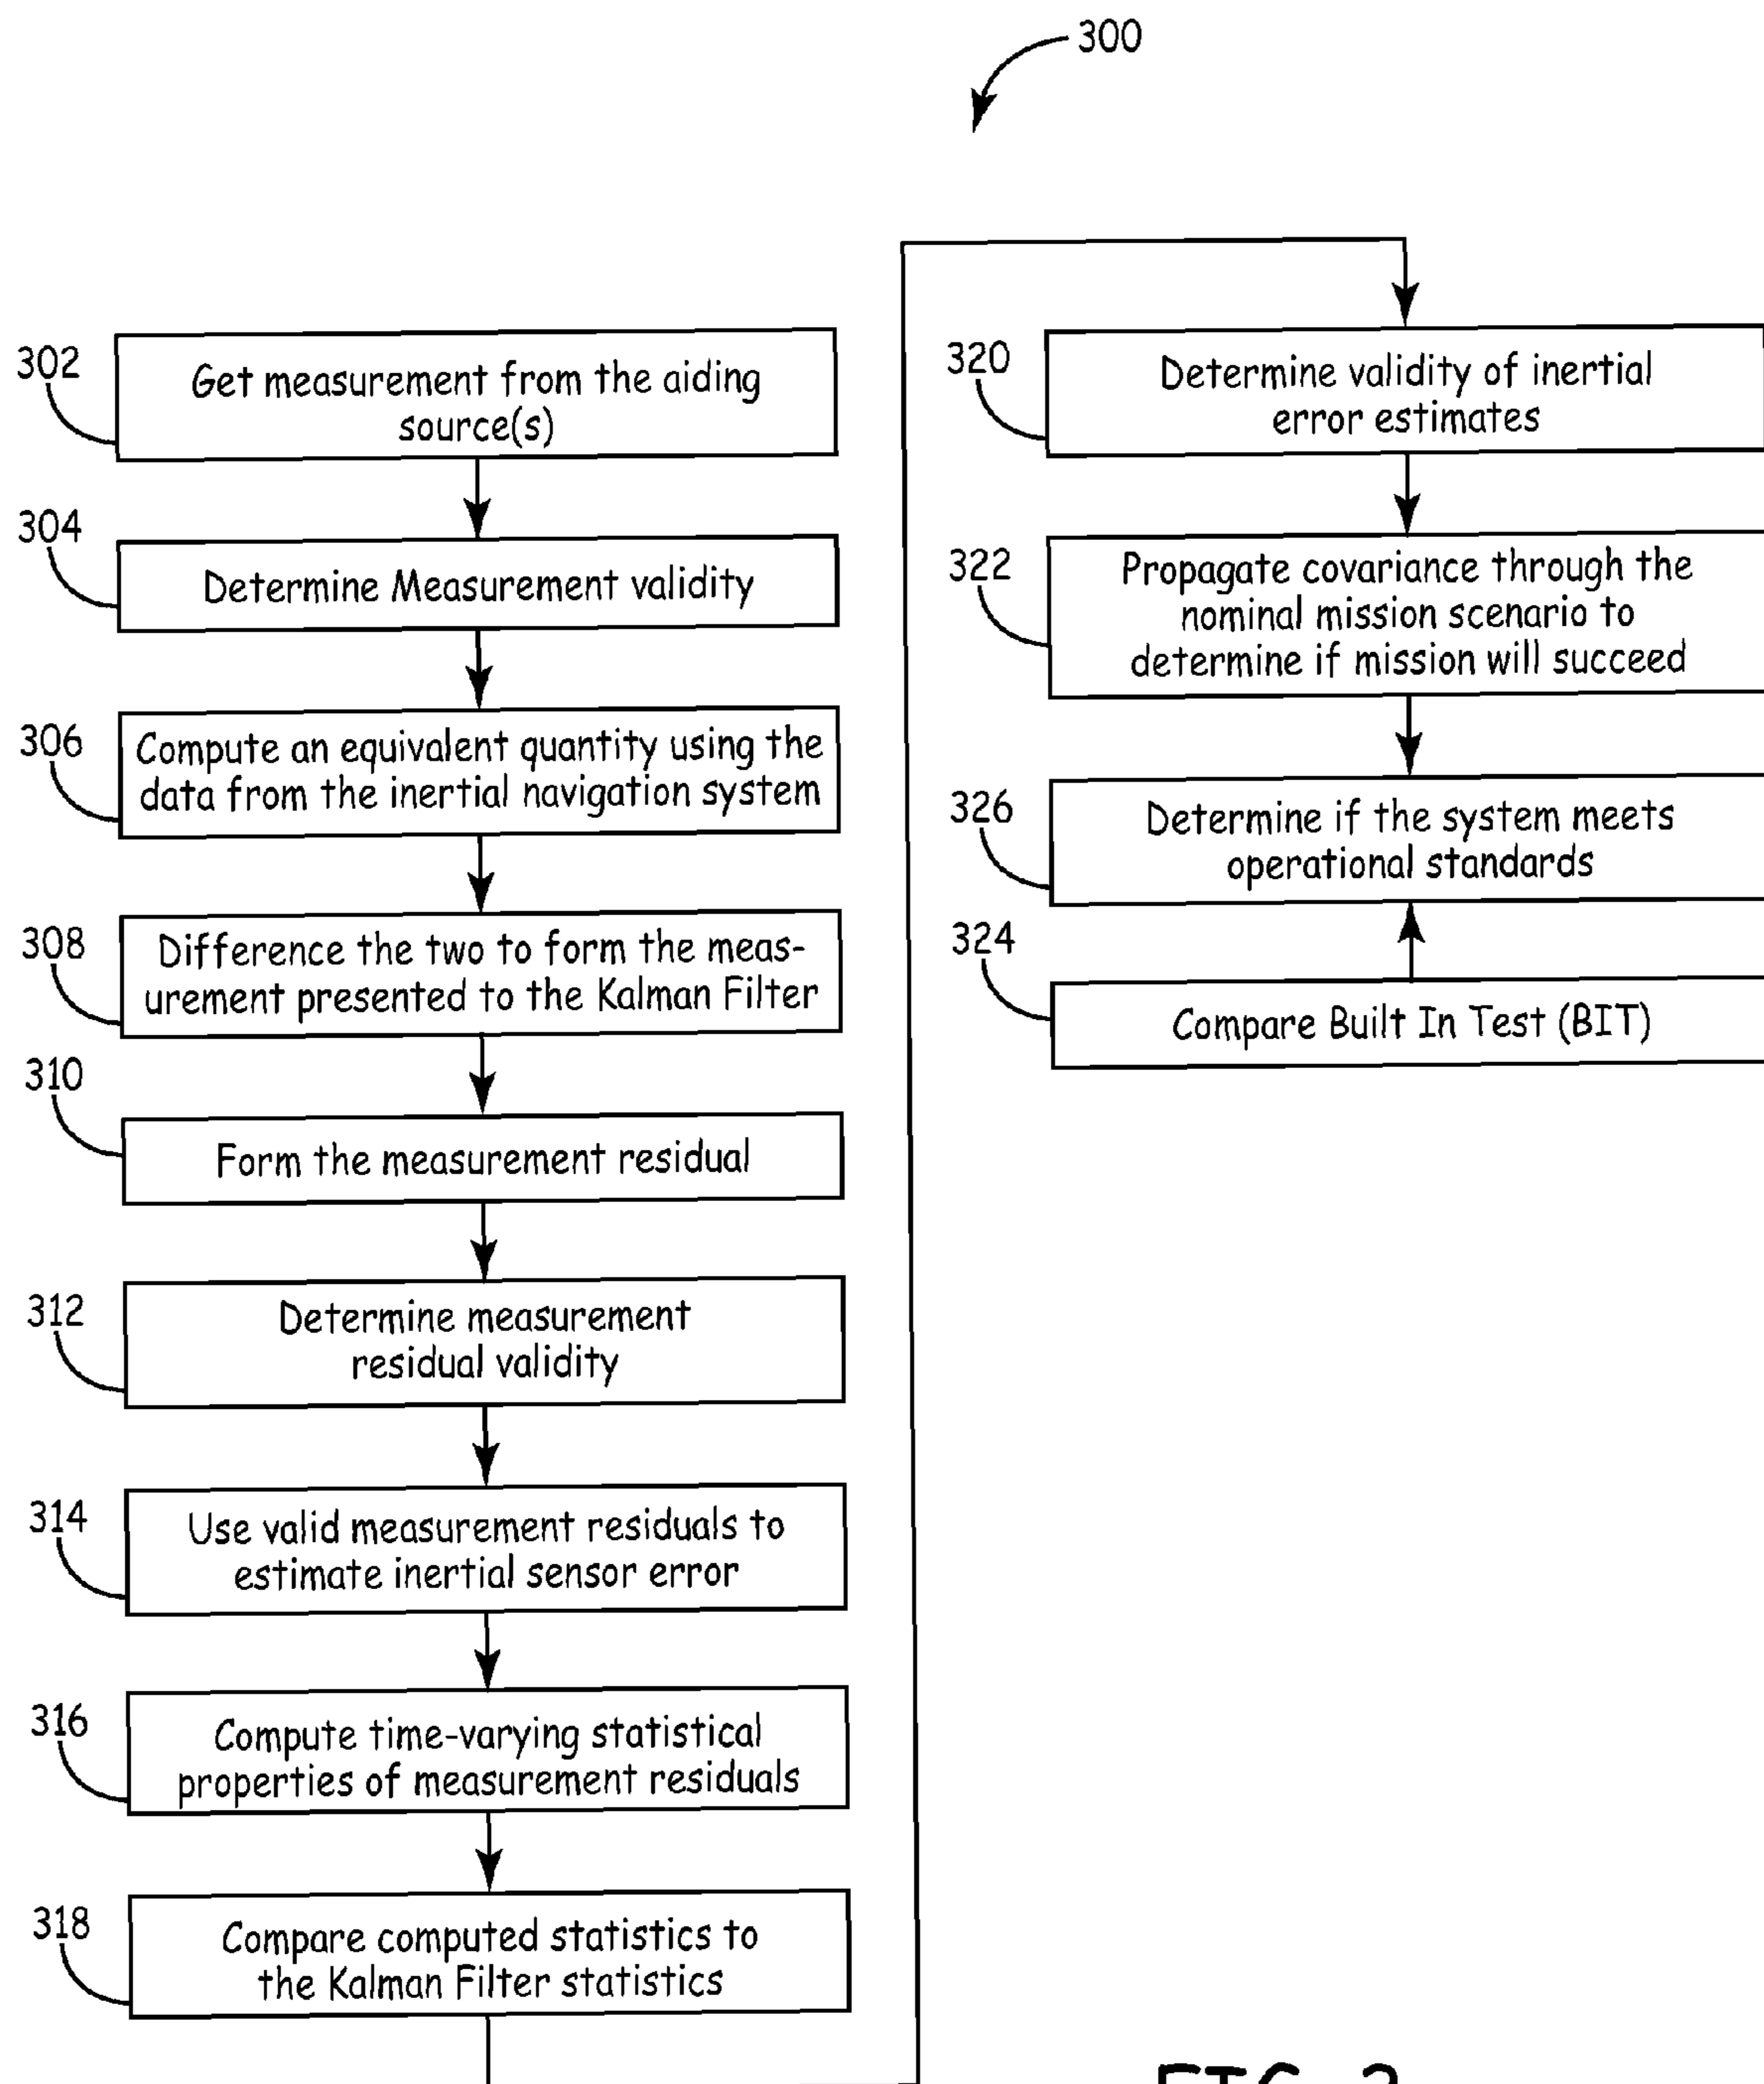 300
302
Get measurement from the aiding
source(s)
304
Determine Measurement validity
306
Compute an equivalent quantity using the
data from the inertial navigation system
308
Difference the two to form the meas-
urement presented to the Kalman Filter
310
Form the measurement residual
312
Determine measurement
residual validity
314
Use valid measurement residuals to
estimate inertial sensor error
316
Compute time-varying statistical
properties of measurement residuals
318
Compare computed statistics to
the Kalman Filter statistics
320
Determine validity of inertial
error estimates
322
Propagate covariance through the
nominal mission scenario to
determine if mission will succeed
326
Determine if the system meets
operational standards
324
Compare Built In Test (BIT)